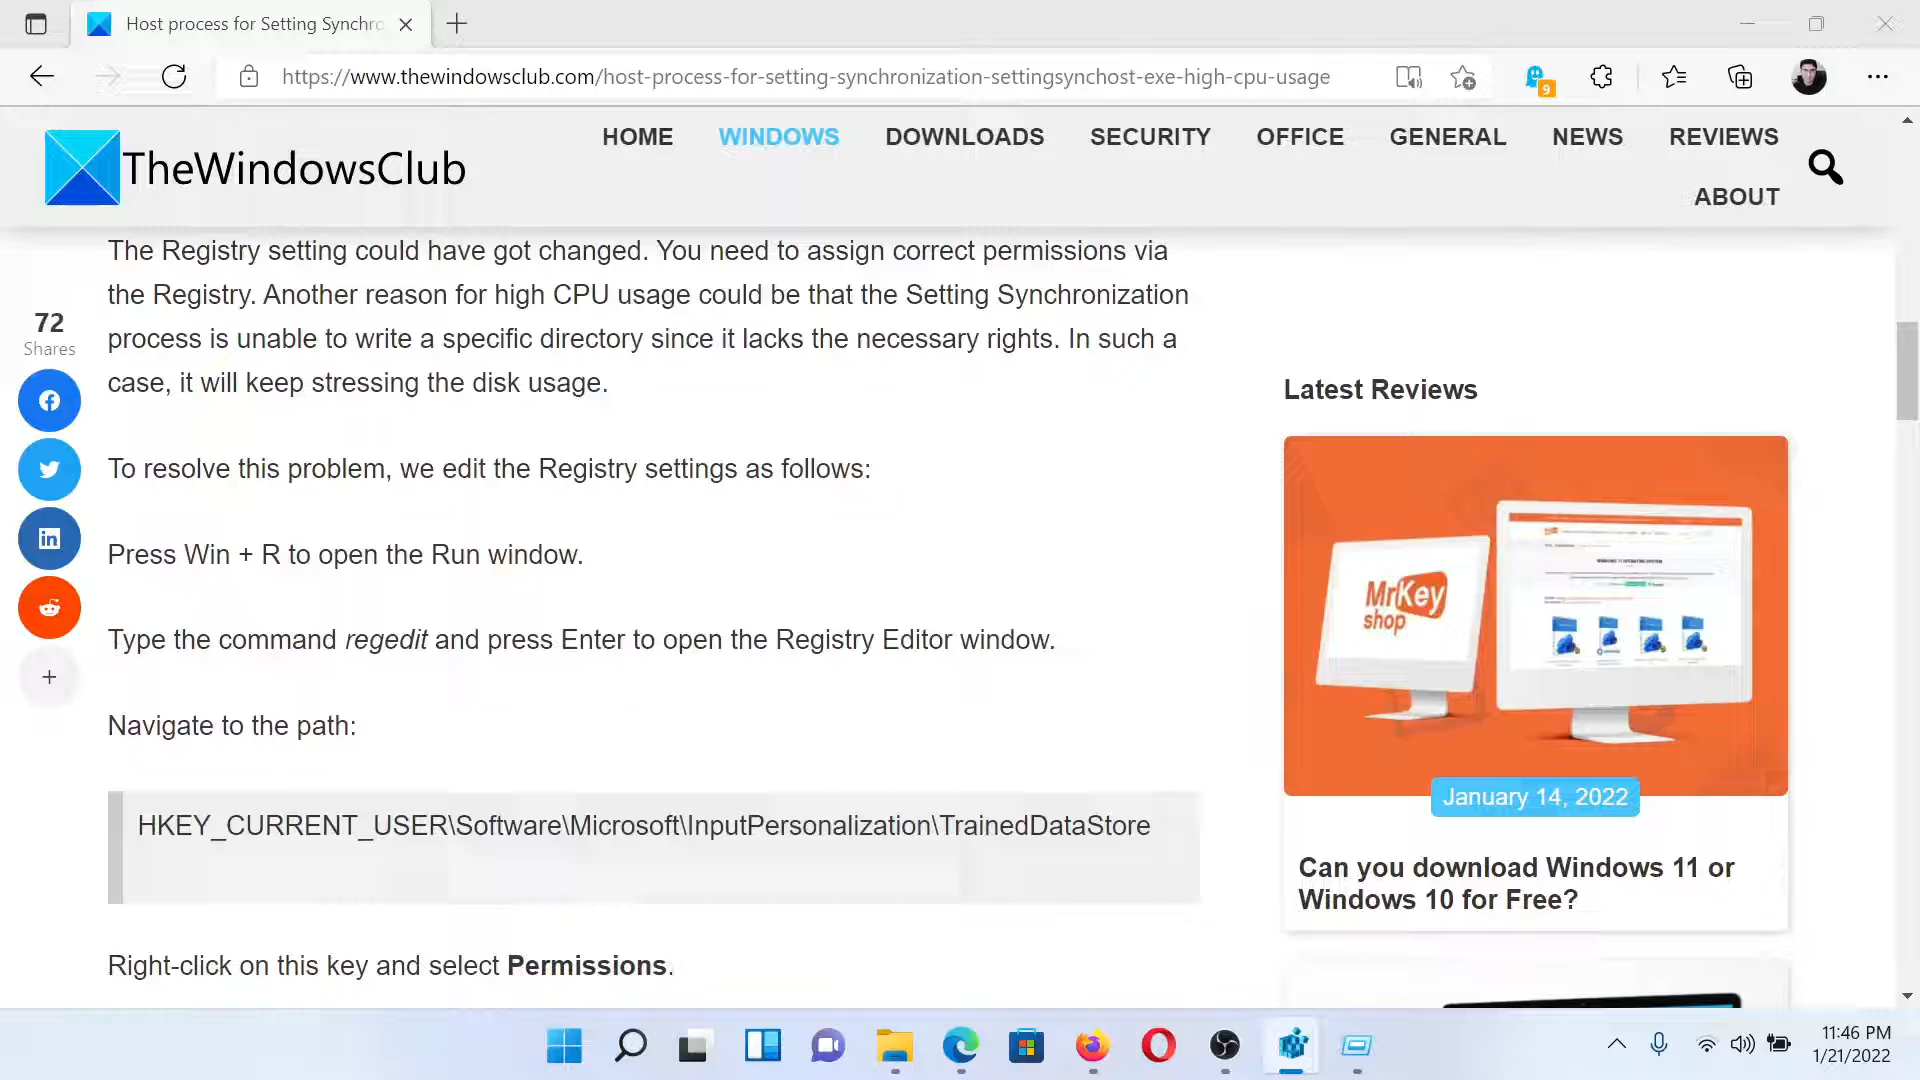 Host process for Setting Synchro
https://www.thewindowsclub.com/host-process-for-setting-synchronization-settingsynchost-exe-high-cpu-usage
9
TheWindowsClub
HOME WINDOWS DOWNLOADS SECURITY OFFICE GENERAL NEWS REVIEWS
ABOUT
72
Shares
The Registry setting could have got changed. You need to assign correct permissions via
the Registry. Another reason for high CPU usage could be that the Setting Synchronization
process is unable to write a specific directory since it lacks the necessary rights. In such a
case, it will keep stressing the disk usage.
To resolve this problem, we edit the Registry settings as follows:
Press Win + R to open the Run window.
Type the command regedit and press Enter to open the Registry Editor window.
Navigate to the path:
HKEY_CURRENT_USER\Software\Microsoft\InputPersonalization\TrainedDataStore
Right-click on this key and select Permissions.
Latest Reviews
MrKey
shop
January 14, 2022
Can you download Windows 11 or
Windows 10 for Free?
11:46 PM
1/21/2022